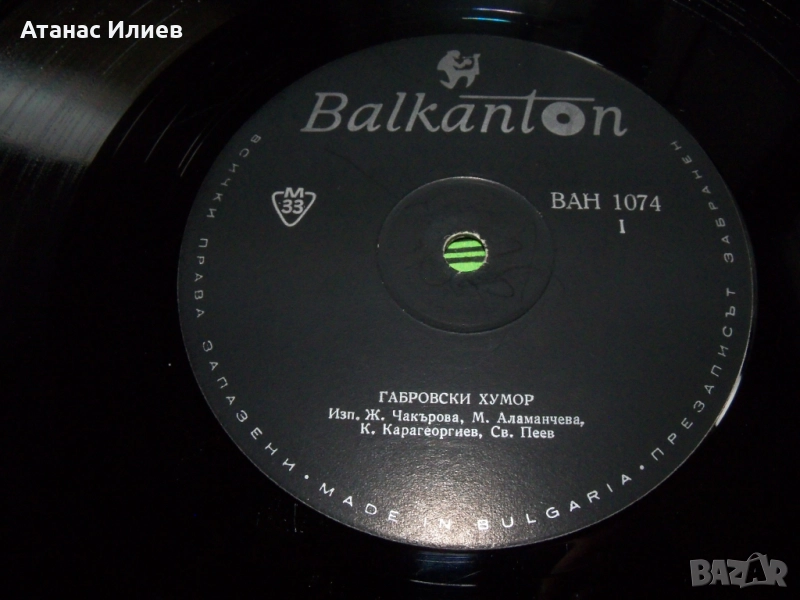 Атанас Илиев
Balkanton
M
33
ВАН 1074
I
ГАБРОВСКИ ХУМОР
Изп. Ж. Чакърова, М. Аламанчева,
К. Карагеоргиев, Св. Пеев
ВСИЧКИ ПРАВА ЗАПАЗЕНИ • MADE IN BULGARIA • ПРЕЗАПИСЪТ ЗАБРАНЕН
BAZAR